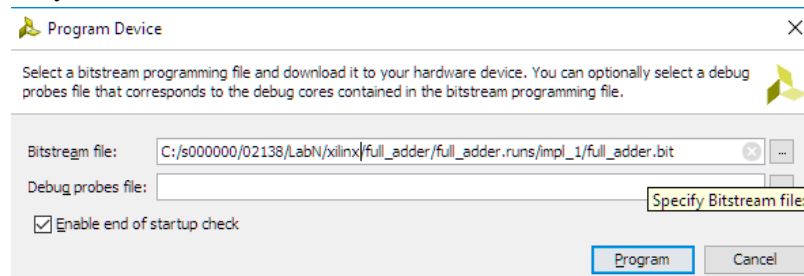 Program Device
Select a bitstream programming file and download it to your hardware device. You can optionally select a debug
probes file that corresponds to the debug cores contained in the bitstream programming file.
Bitstream file: C:/s000000/02138/LabN/xilinx/full_adder/full_adder.runs/impl_1/full_adder.bit ...
Debug probes file:
Specify Bitstream file:
Enable end of startup check
Program Cancel